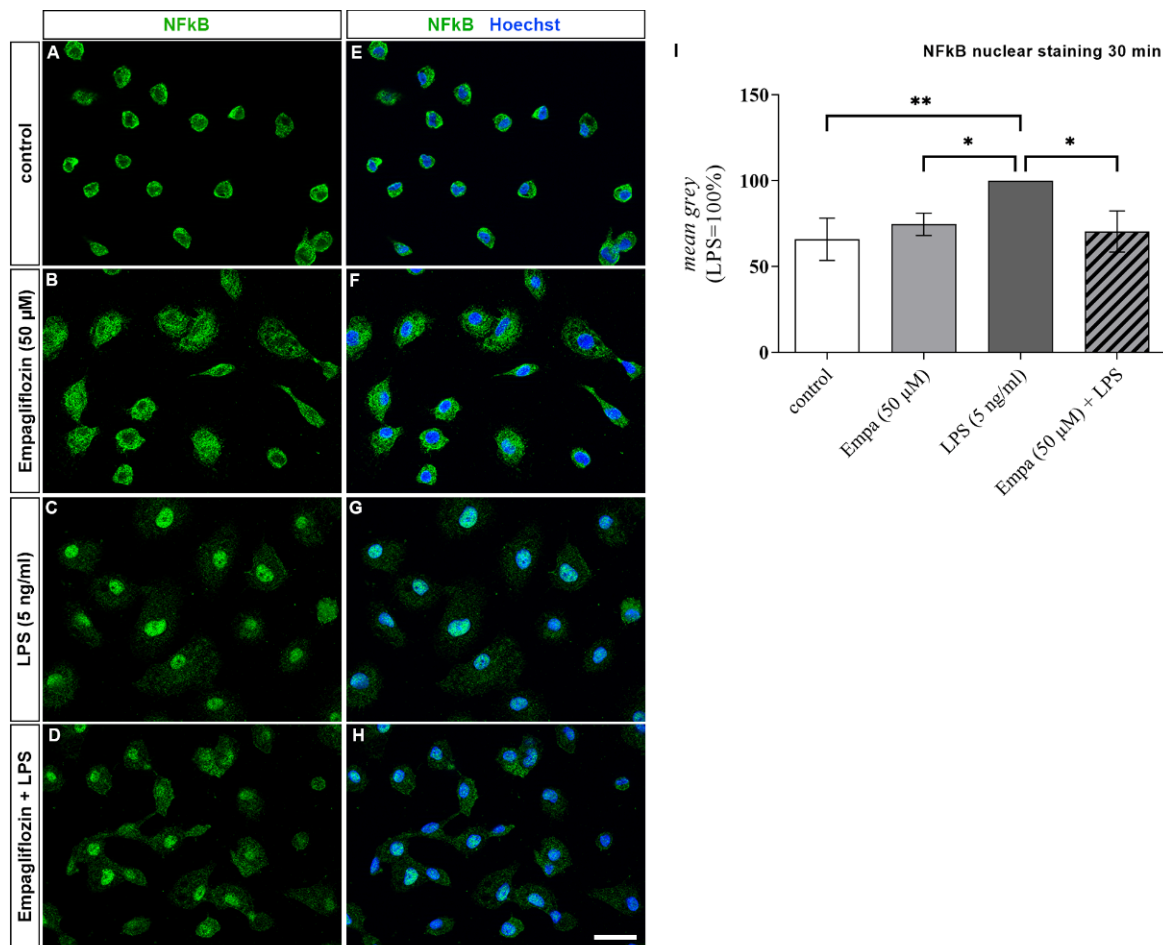 NFkB
NFkB Hoechst
control
A
E
Empagliflozin (50 µM)
B
F
LPS (5 ng/ml)
C
G
Empagliflozin + LPS
D
H
I
NFkB nuclear staining 30 min
mean grey
(LPS=100%)
150
100
50
0
**
*
*
control
Empa (50 µM)
LPS (5 ng/ml)
Empa (50 µM) + LPS